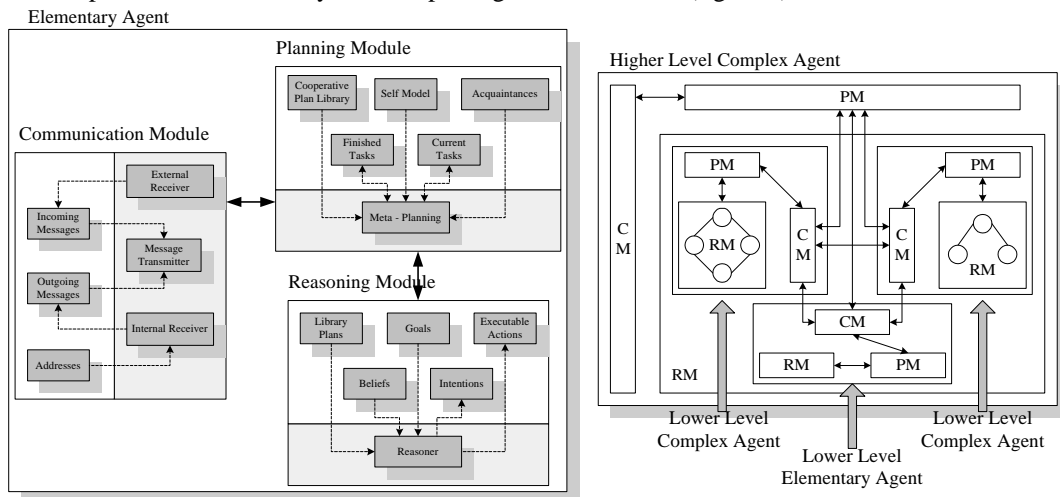 Elementary Agent
Planning Module
Cooperative
Plan Library
Self Model
Acquaintances
Finished
Tasks
Current
Tasks
Meta - Planning
Communication Module
External
Receiver
Incoming
Messages
Message
Transmitter
Outgoing
Messages
Internal Receiver
Addresses
Reasoning Module
Library
Plans
Goals
Executable
Actions
Beliefs
Intentions
Reasoner
Higher Level Complex Agent
PM
C
M
PM
RM
C
M
C
M
PM
RM
CM
RM
PM
RM
Lower Level
Complex Agent
Lower Level
Elementary Agent
Lower Level
Complex Agent